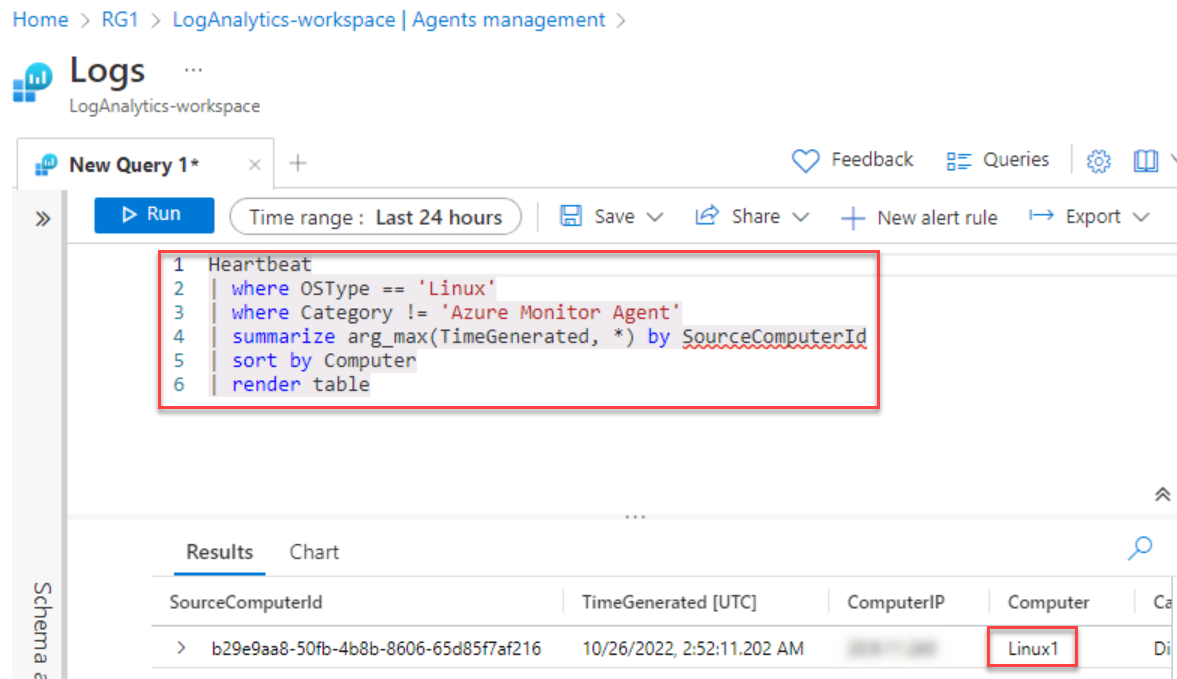 Home > RG1 > LogAnalytics-workspace | Agents management >
Logs ...
LogAnalytics-workspace
New Query 1*
Feedback Queries
Run Time range : Last 24 hours Save Share New alert rule Export
1 Heartbeat
2 | where OSType == 'Linux'
3 | where Category != 'Azure Monitor Agent'
4 | summarize arg_max(TimeGenerated, *) by SourceComputerId
5 | sort by Computer
6 | render table
Results Chart
SourceComputerId TimeGenerated [UTC] ComputerIP Computer Ca
b29e9aa8-50fb-4b8b-8606-65d85f7af216 10/26/2022, 2:52:11.202 AM Linux1 Di
Schema a